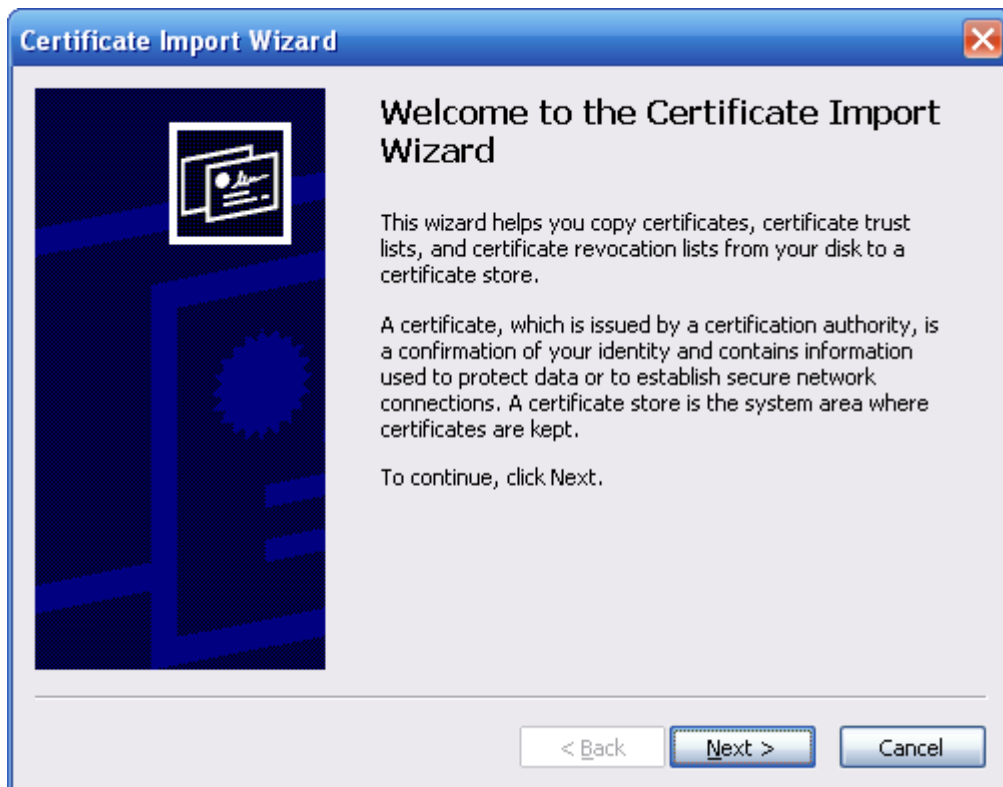 Certificate Import Wizard
Welcome to the Certificate Import
Wizard
This wizard helps you copy certificates, certificate trust
lists, and certificate revocation lists from your disk to a
certificate store.
A certificate, which is issued by a certification authority, is
a confirmation of your identity and contains information
used to protect data or to establish secure network
connections. A certificate store is the system area where
certificates are kept.
To continue, click Next.
< Back
Next >
Cancel